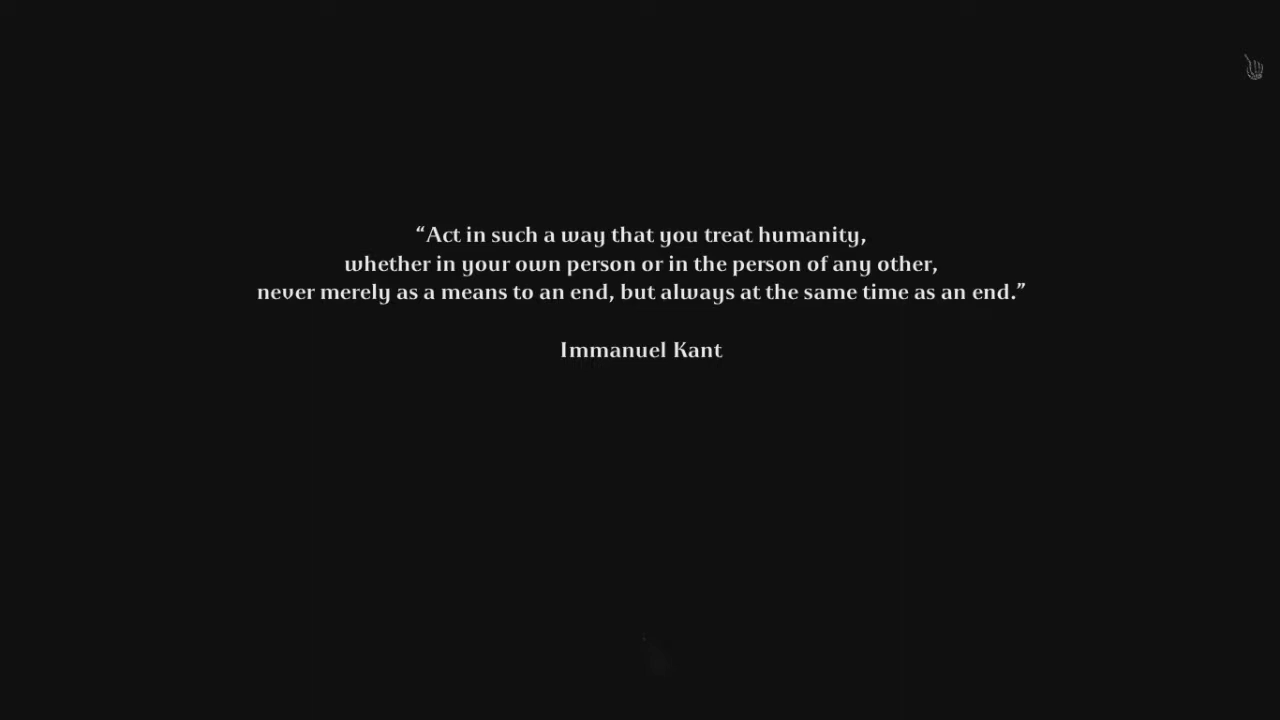 “Act in such a way that you treat humanity,
whether in your own person or in the person of any other,
never merely as a means to an end, but always at the same time as an end.”
Immanuel Kant